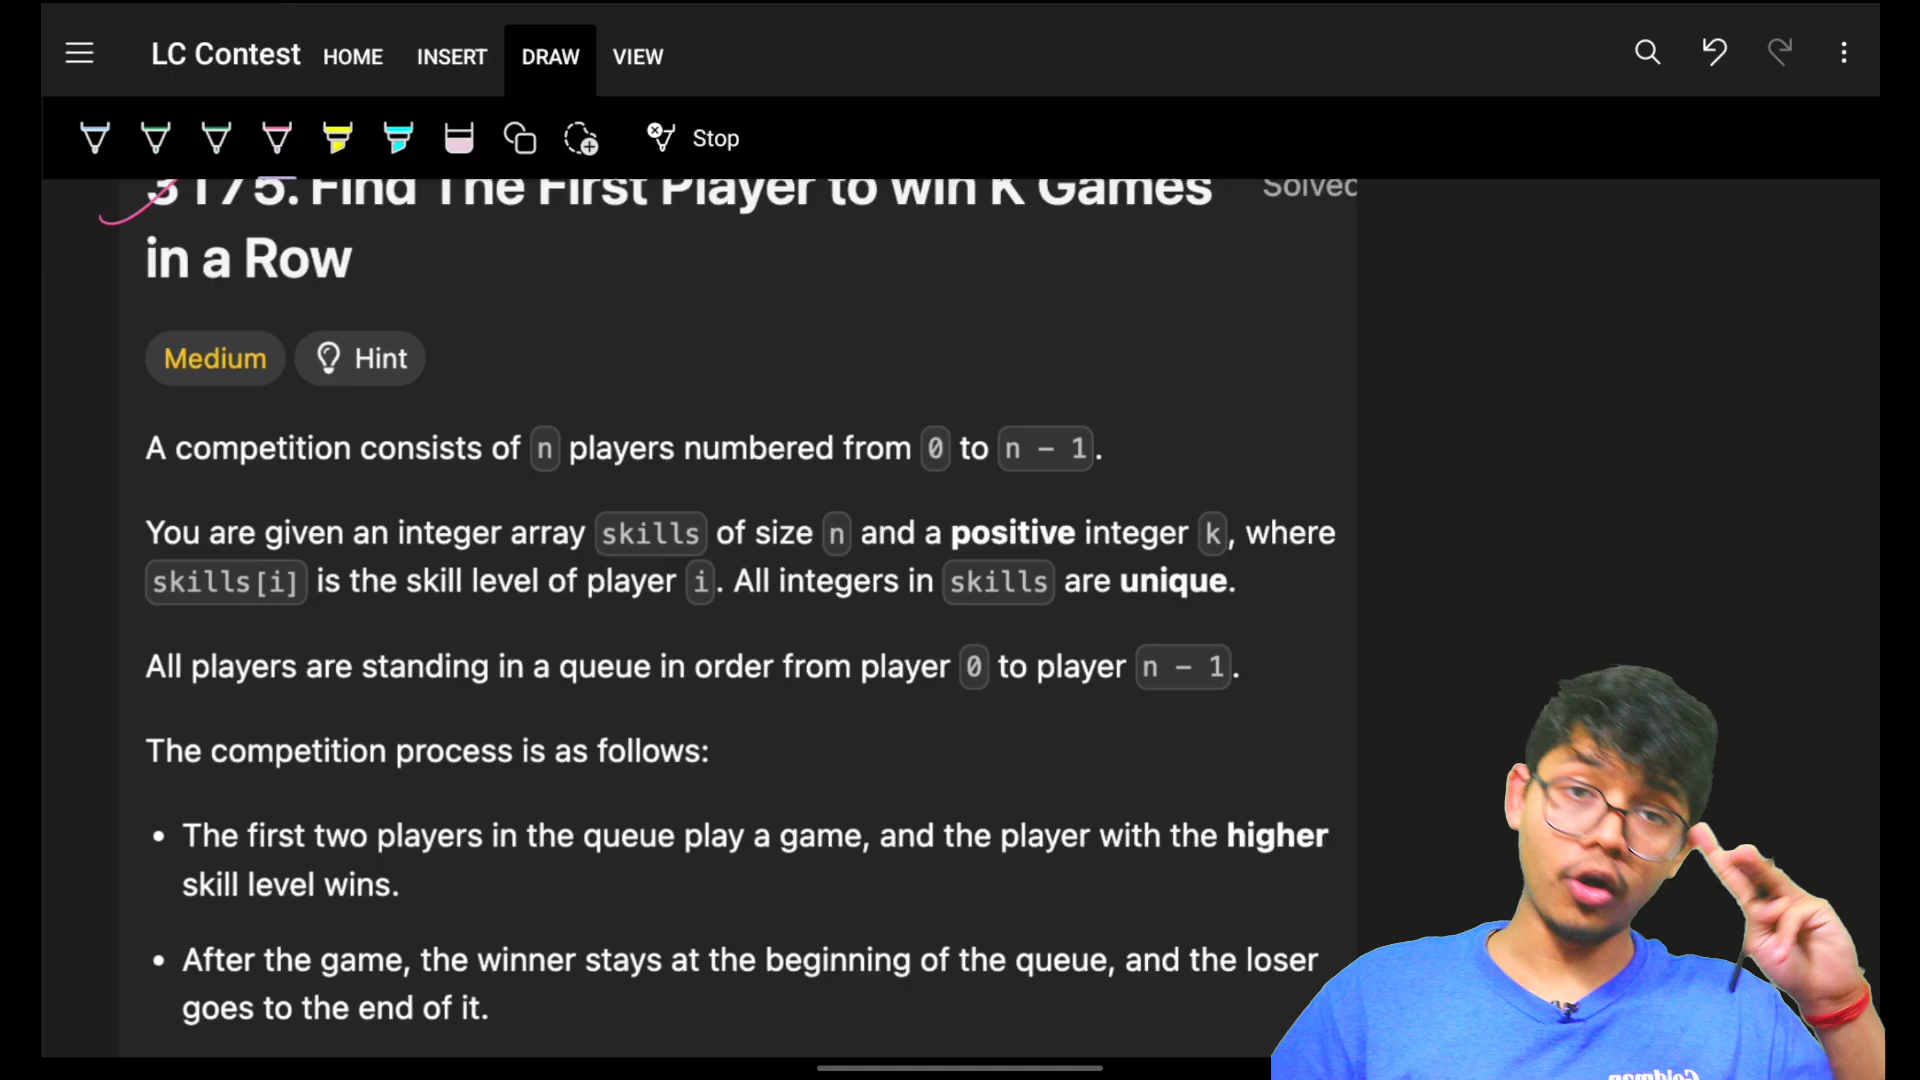 LC Contest HOME INSERT DRAW VIEW
Stop
3175. Find The First Player to win K Games
in a Row
Solved
Medium Hint
A competition consists of n players numbered from 0 to n - 1.
You are given an integer array skills of size n and a positive integer k, where
skills[i] is the skill level of player i. All integers in skills are unique.
All players are standing in a queue in order from player 0 to player n - 1.
The competition process is as follows:
• The first two players in the queue play a game, and the player with the higher
skill level wins.
• After the game, the winner stays at the beginning of the queue, and the loser
goes to the end of it.